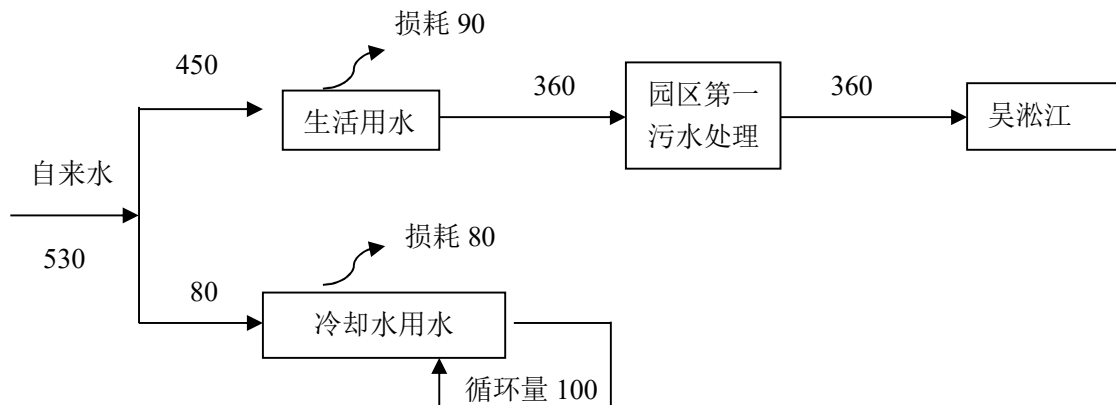 损耗 90
450
生活用水
360
园区第一
污水处理
360
吴淞江
自来水
530
损耗 80
80
冷却水用水
循环量 100